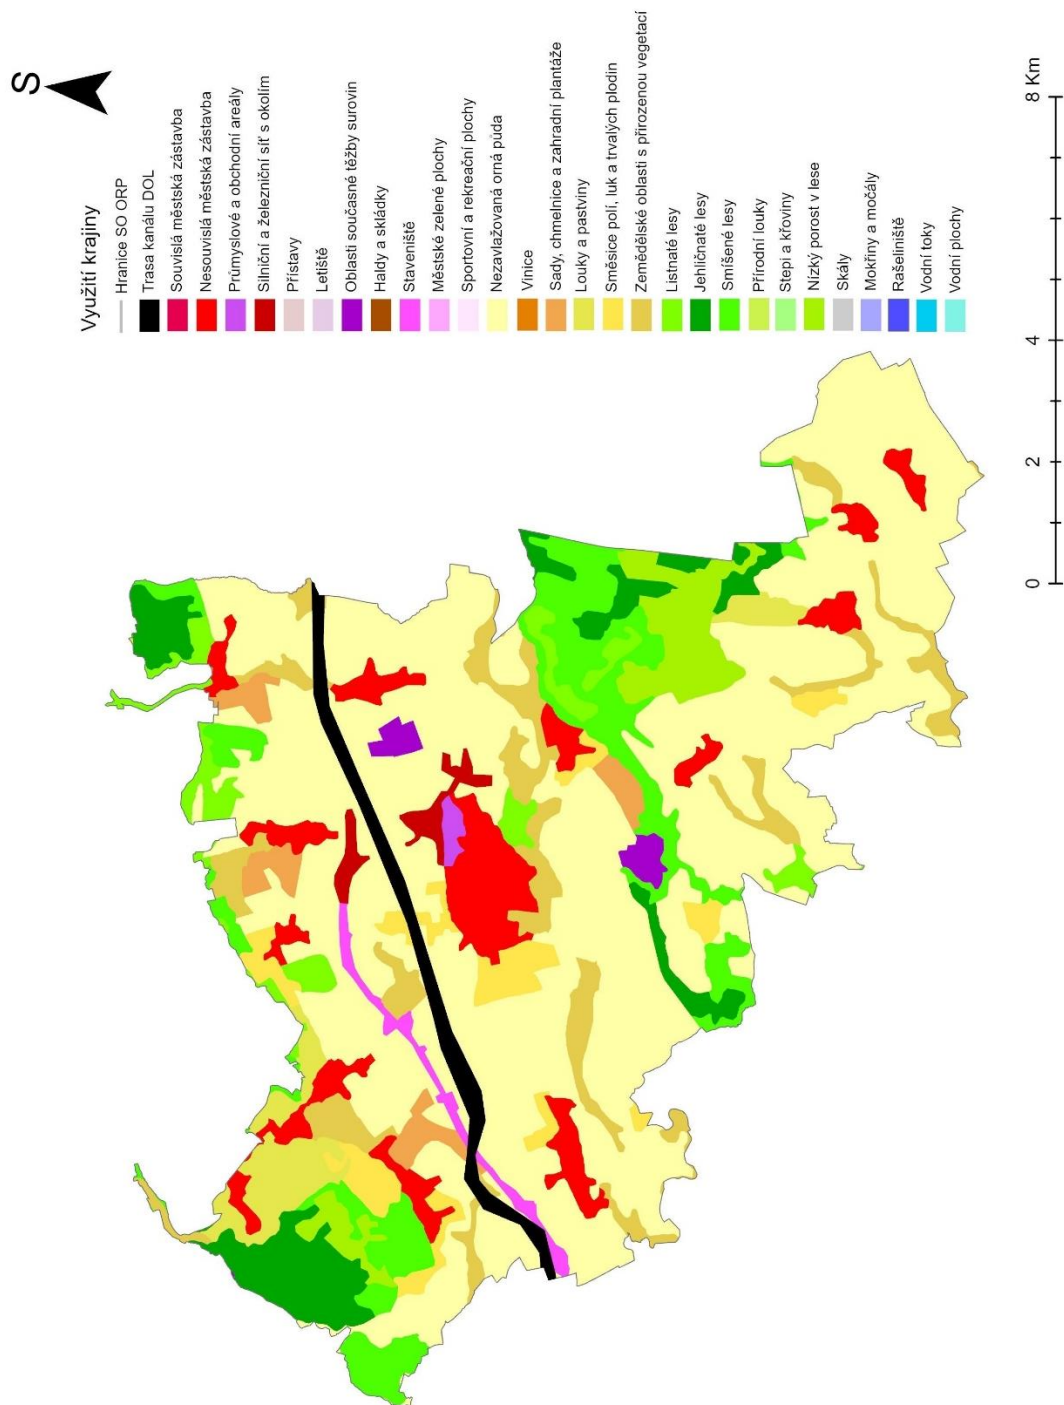 S
Využití krajiny
Hranice SO ORP
Trasa kanálu DOL
Souvislá městská zástavba
Nesouvislá městská zástavba
Průmyslové a obchodní areály
Silniční a železniční síť s okolím
Přístavy
Letiště
Oblasti současné těžby surovin
Haldy a skládky
Staveniště
Městské zelené plochy
Sportovní a rekreační plochy
Nezavlažovaná orná půda
Vinice
Sady, chmelnice a zahradní plantáže
Louky a pastviny
Směsice polí, luk a trvalých plodin
Zemědělské oblasti s přirozenou vegetací
Listnaté lesy
Jehličnaté lesy
Smíšené lesy
Přírodní louky
Stepi a křoviny
Nízký porost v lese
Skály
Mokřiny a močály
Rašeliniště
Vodní toky
Vodní plochy
0 2 4 8 Km